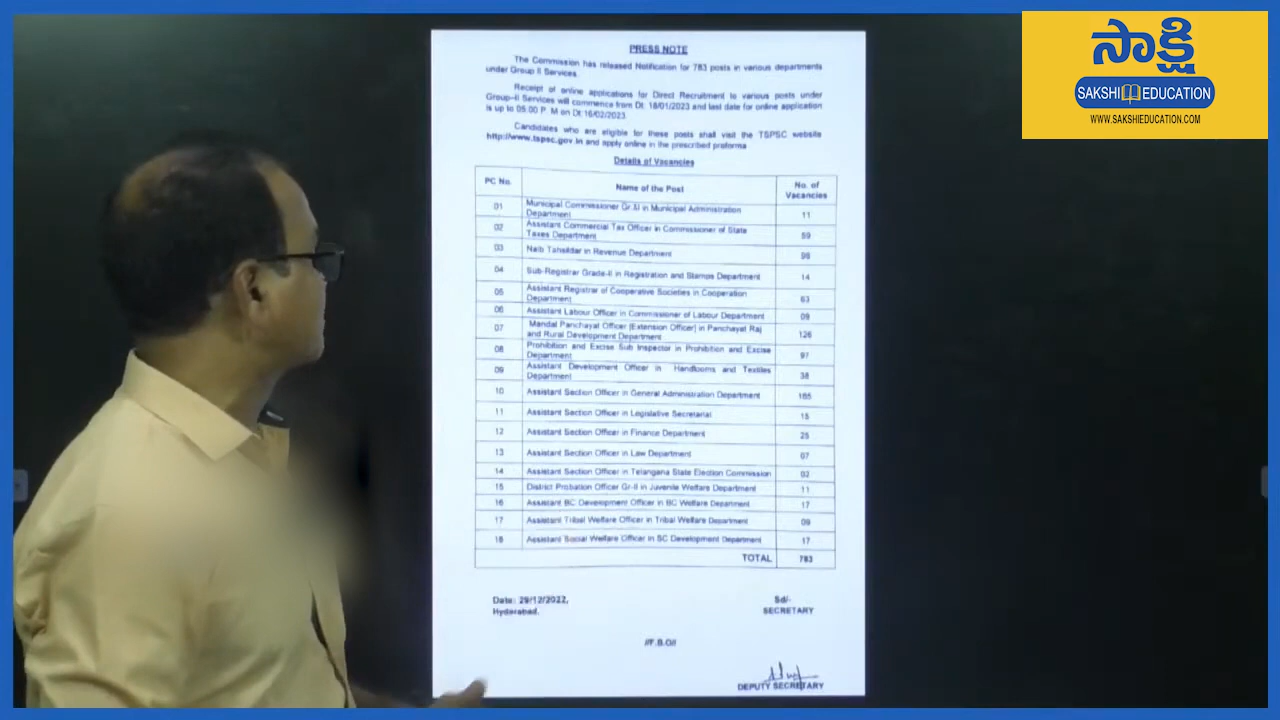 సాక్షి
SAKSHI EDUCATION
WWW.SAKSHIEDUCATION.COM
PRESS NOTE
The Commission has released Notification for 783 posts in various departments
under Group II Services.
Receipt of online applications for Direct Recruitment to various posts under
Group-II Services will commence from Dt: 18/01/2023 and last date for online application
is up to 05.00 P. M on Dt:16/02/2023.
Candidates who are eligible for these posts shall visit the TSPSC website
http://www.tspsc.gov.in and apply online in the prescribed proforma
Details of Vacancies
PC No. Name of the Post No. of
Vacancies
01 Municipal Commissioner Gr.III in Municipal Administration
Department 11
02 Assistant Commercial Tax Officer in Commissioner of State
Taxes Department 59
03 Naib Tahsildar in Revenue Department 98
04 Sub-Registrar Grade-II in Registration and Stamps Department 14
05 Assistant Registrar of Cooperative Societies in Cooperation
Department 63
06 Assistant Labour Officer in Commissioner of Labour Department 09
07 Mandal Panchayat Officer [Extension Officer] in Panchayat Raj
and Rural Development Department 126
08 Prohibition and Excise Sub Inspector in Prohibition and Excise
Department 97
09 Assistant Development Officer in Handlooms and Textiles
Department 38
10 Assistant Section Officer in General Administration Department 165
11 Assistant Section Officer in Legislative Secretariat 15
12 Assistant Section Officer in Finance Department 25
13 Assistant Section Officer in Law Department 07
14 Assistant Section Officer in Telangana State Election Commission 02
15 District Probation Officer Gr-II in Juvenile Welfare Department 11
16 Assistant BC Development Officer in BC Welfare Department 17
17 Assistant Tribal Welfare Officer in Tribal Welfare Department 09
18 Assistant Social Welfare Officer in SC Development Department 17
TOTAL 783
Date: 29/12/2022,
Hyderabad.
Sd/-
SECRETARY
//F.B.O//
DEPUTY SECRETARY